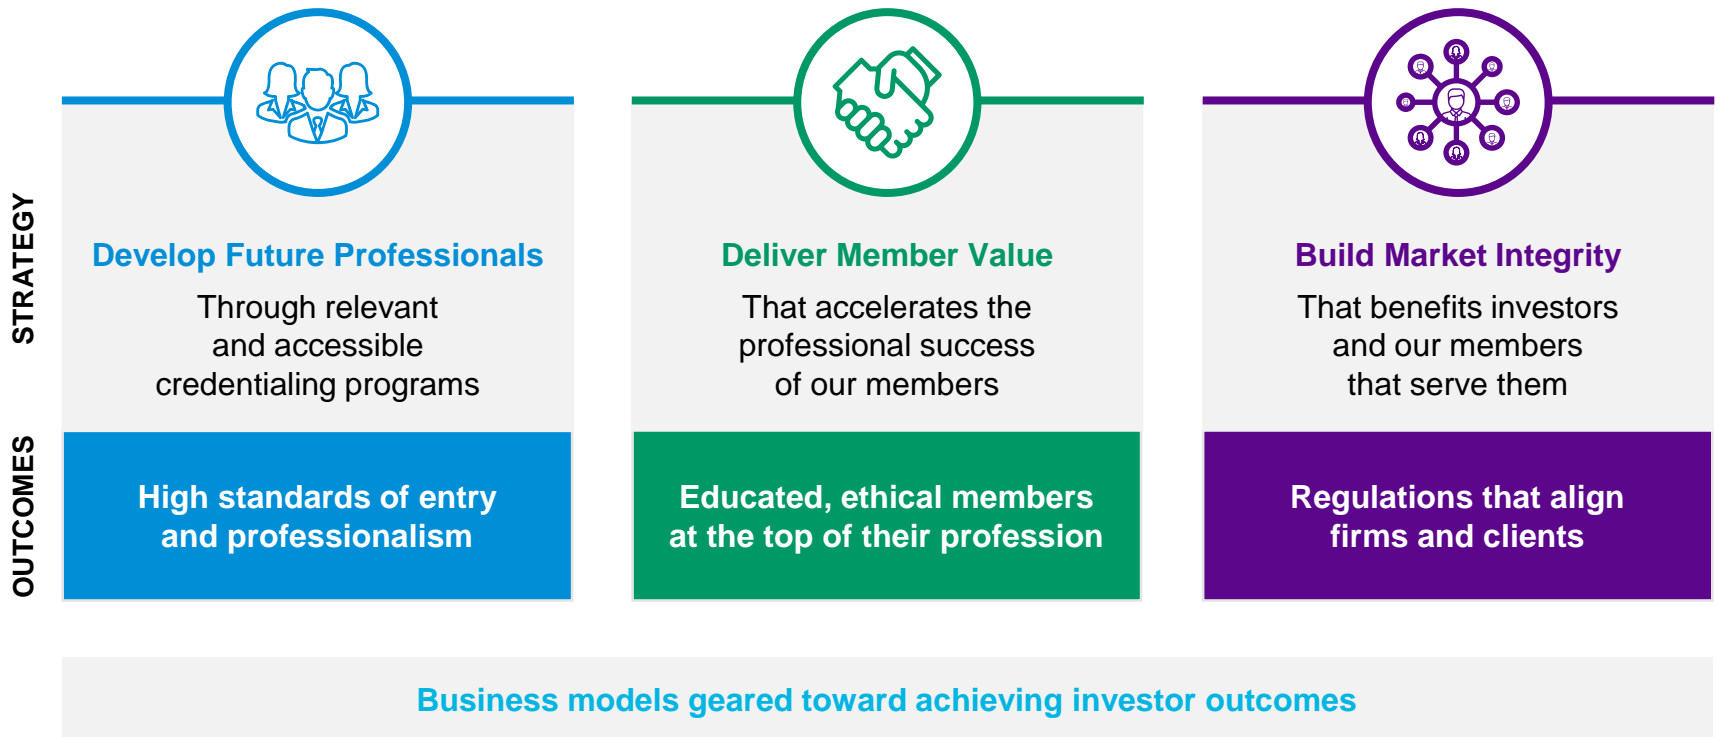 STRATEGY
Develop Future Professionals
Through relevant
and accessible
credentialing programs
Deliver Member Value
That accelerates the
professional success
of our members
Build Market Integrity
That benefits investors
and our members
that serve them
OUTCOMES
High standards of entry
and professionalism
Educated, ethical members
at the top of their profession
Regulations that align
firms and clients
Business models geared toward achieving investor outcomes